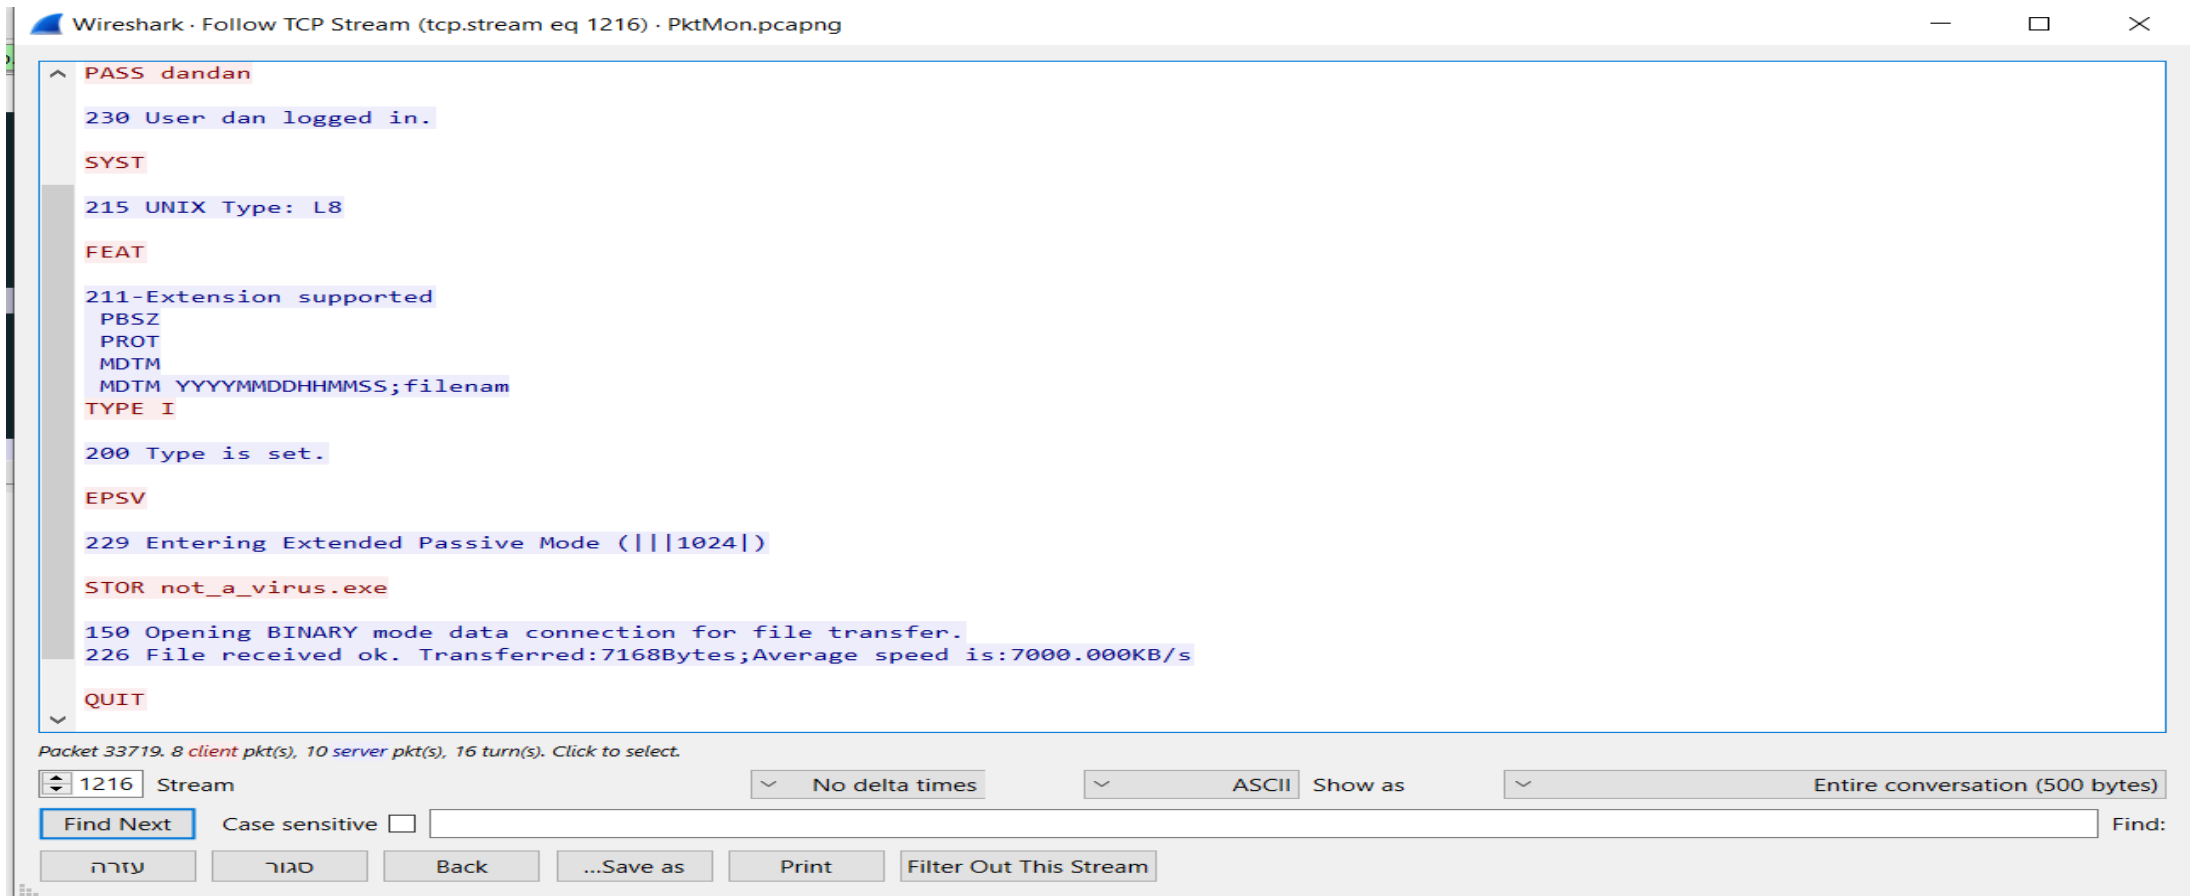 Wireshark · Follow TCP Stream (tcp.stream eq 1216) · PktMon.pcapng
PASS dandan
230 User dan logged in.
SYST
215 UNIX Type: L8
FEAT
211-Extension supported
PBSZ
PROT
MDTM
MDTM YYYYMMDDHHMMSS;filenam
TYPE I
200 Type is set.
EPSV
229 Entering Extended Passive Mode (|||1024|)
STOR not_a_virus.exe
150 Opening BINARY mode data connection for file transfer.
226 File received ok. Transferred:7168Bytes;Average speed is:7000.000KB/s
QUIT
Packet 33719. 8 client pkt(s), 10 server pkt(s), 16 turn(s). Click to select.
1216 Stream No delta times ASCII Show as Entire conversation (500 bytes)
Find Next Case sensitive Find:
עזרה סגור Back ...Save as Print Filter Out This Stream